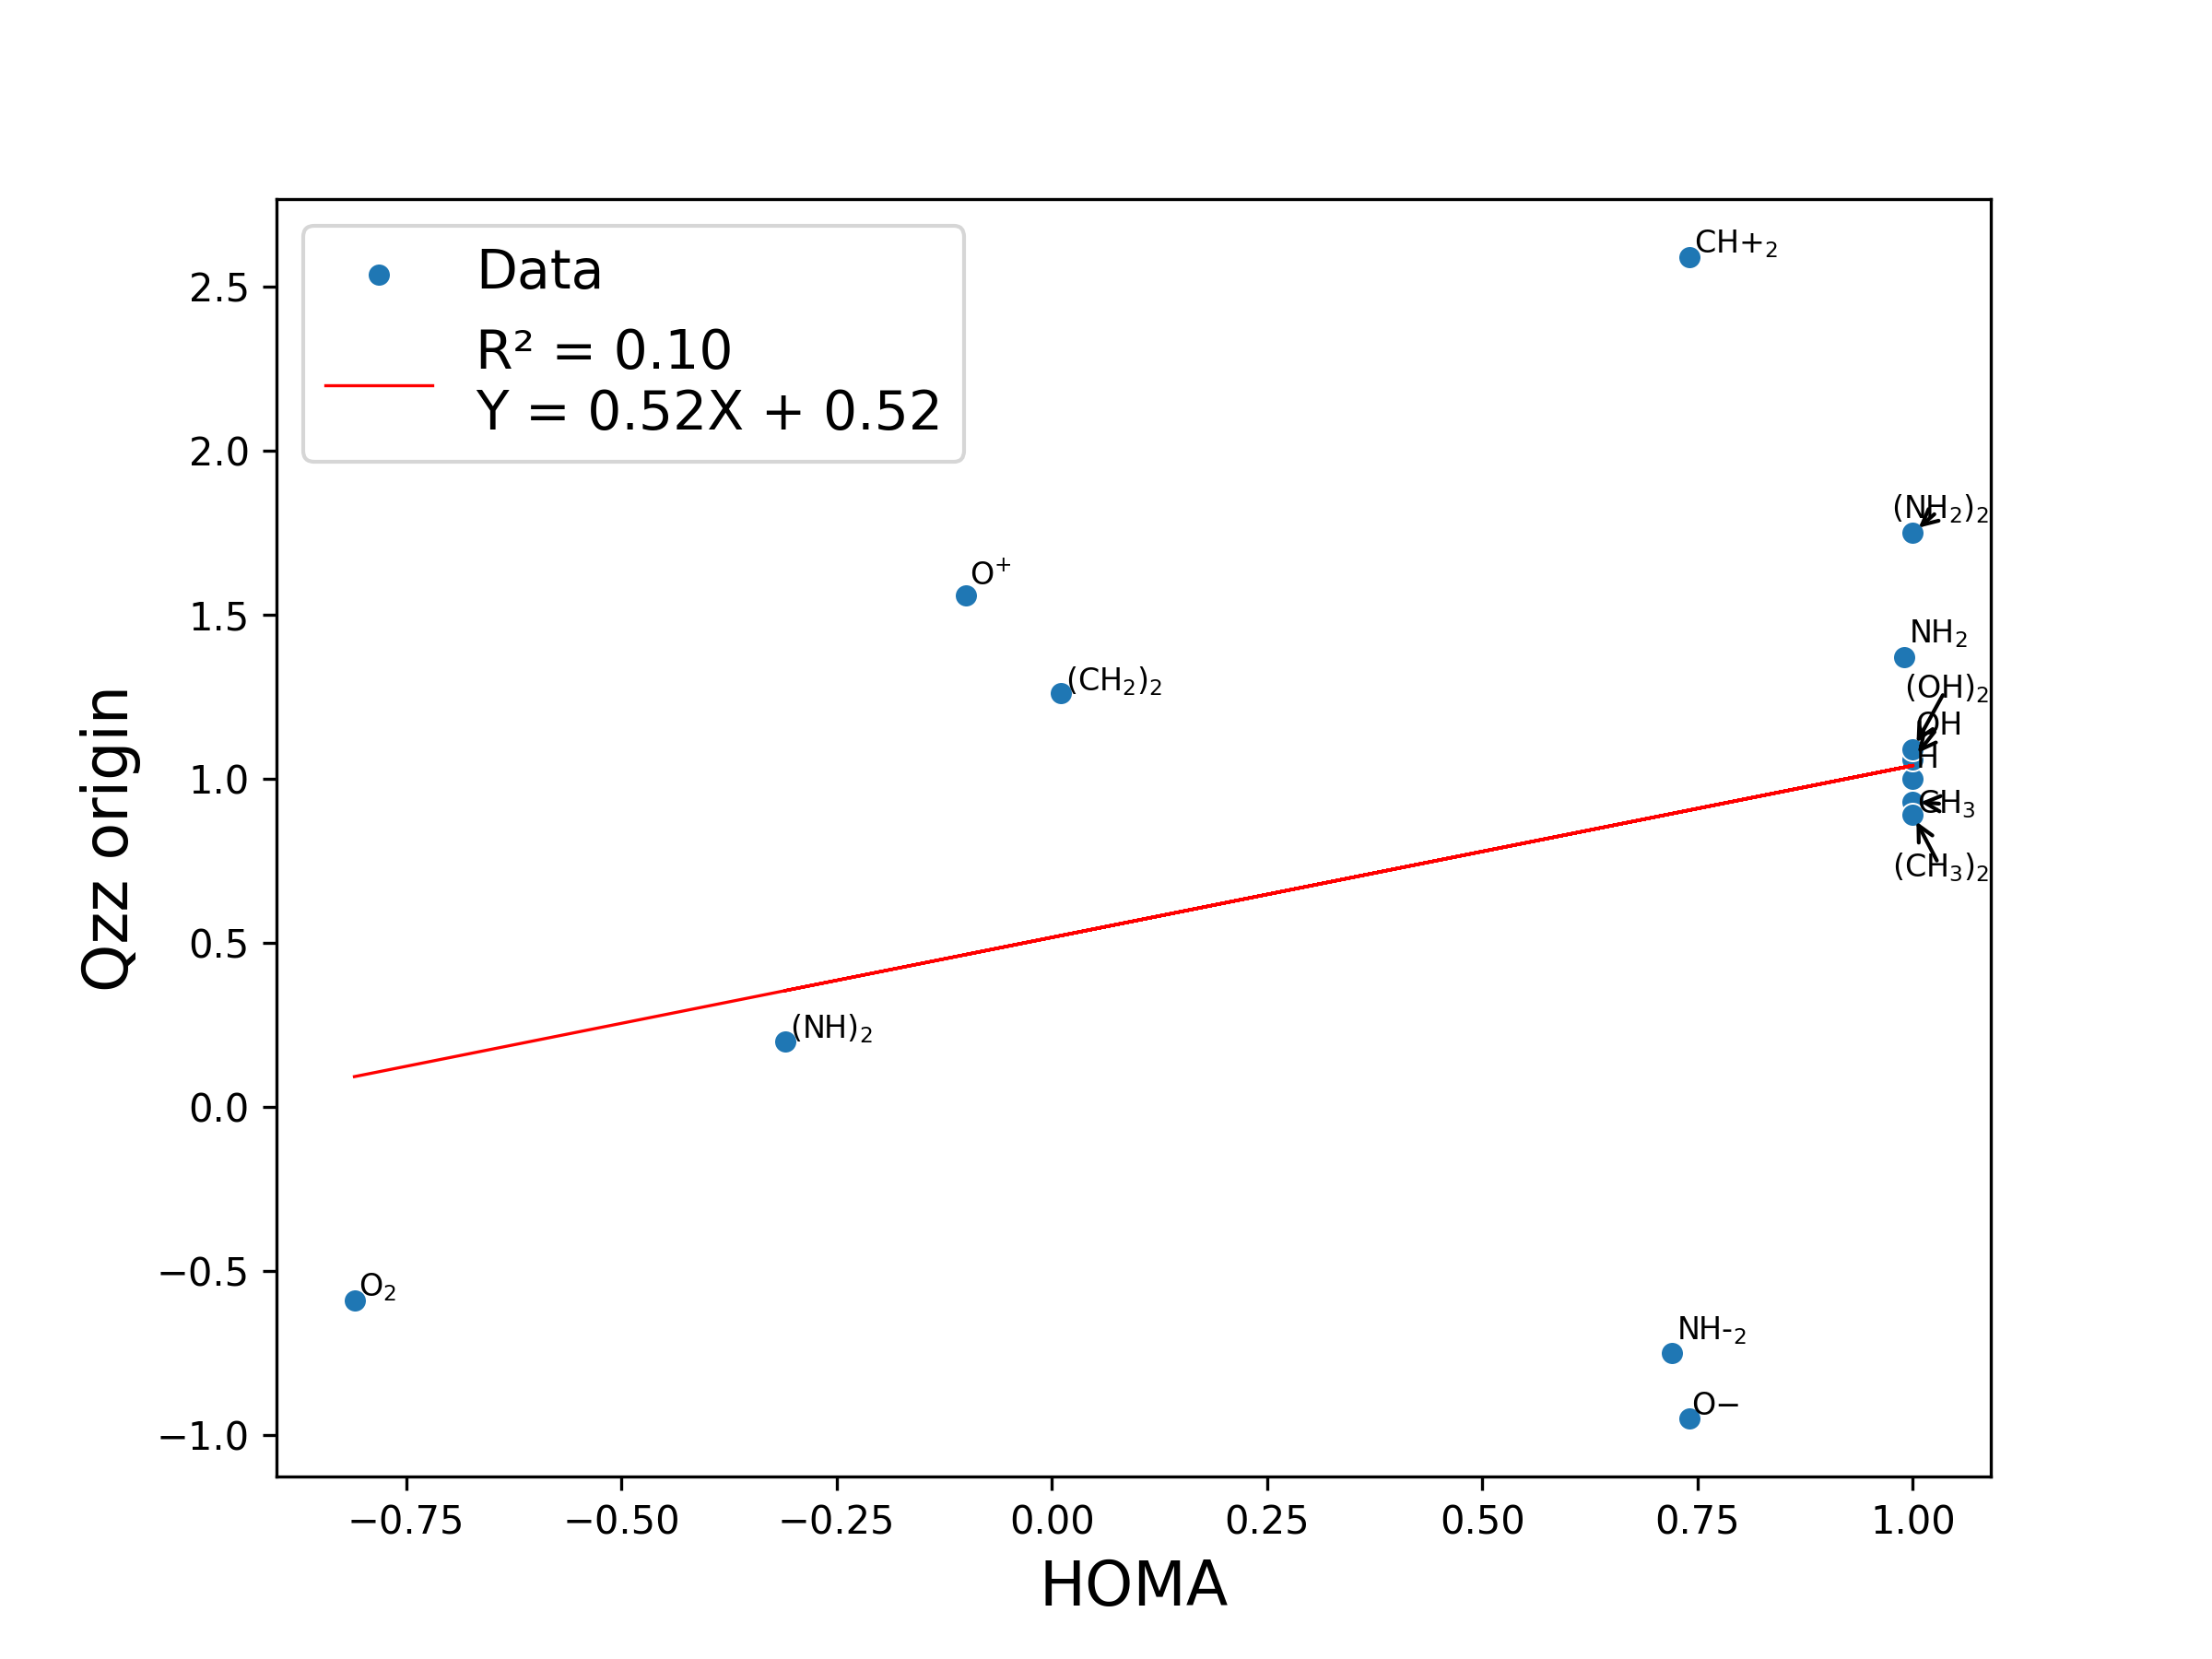 Data
R² = 0.10
Y = 0.52X + 0.52
CH+₂
(NH₂)₂
O⁺
NH₂
(CH₂)₂
(OH)₂
OH
H
CH₃
(CH₃)₂
(NH)₂
O₂
NH-₂
O−
2.5
2.0
1.5
1.0
0.5
0.0
−0.5
−1.0
Qzz origin
−0.75 −0.50 −0.25 0.00 0.25 0.50 0.75 1.00
HOMA